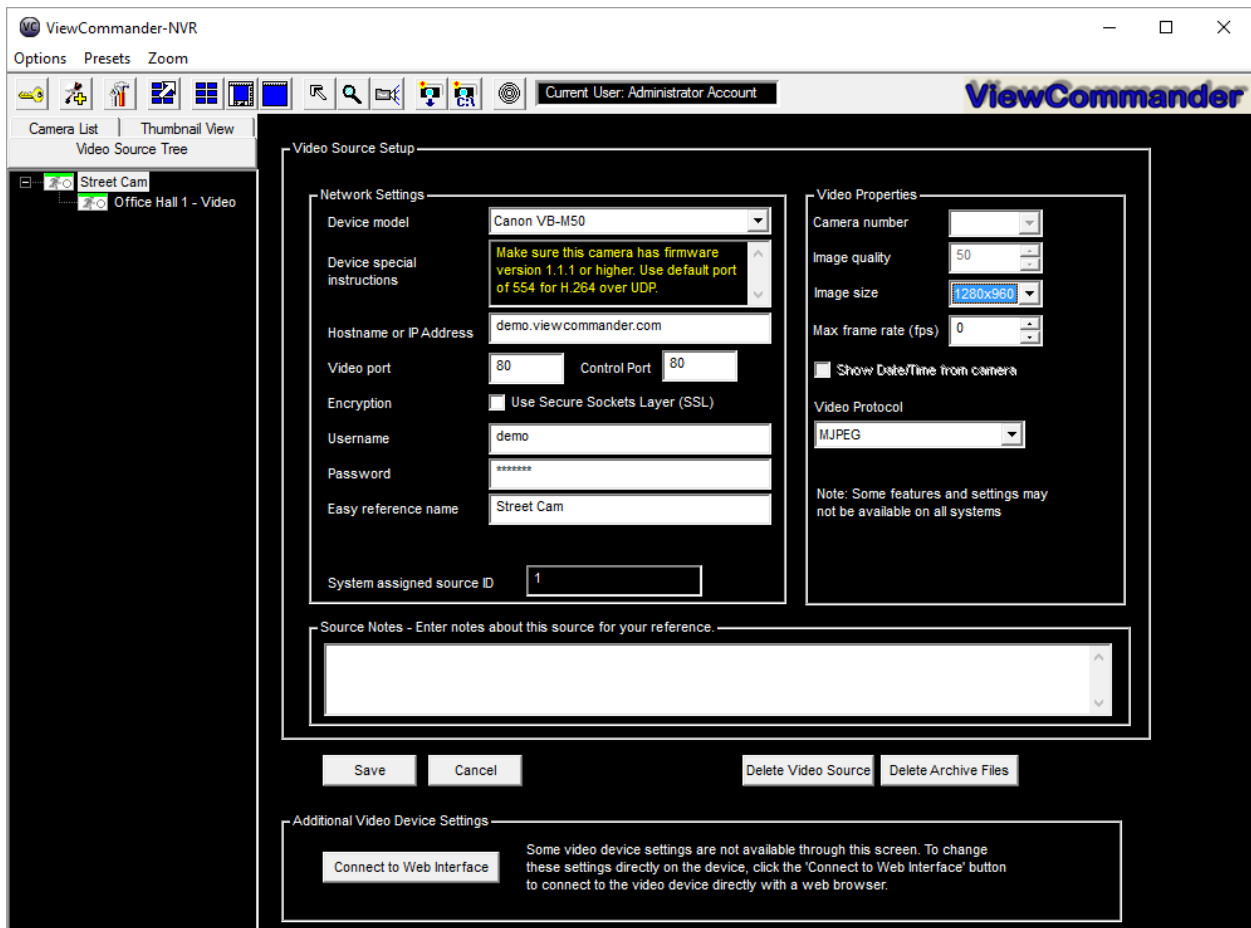 ViewCommander-NVR
Options Presets Zoom
Current User: Administrator Account
ViewCommander
Camera List
Thumbnail View
Video Source Tree
Street Cam
Office Hall 1 - Video
Video Source Setup
Network Settings
Device model
Canon VB-M50
Device special
instructions
Make sure this camera has firmware
version 1.1.1 or higher. Use default port
of 554 for H.264 over UDP.
Hostname or IP Address
demo.viewcommander.com
Video port
80
Control Port
80
Encryption
Use Secure Sockets Layer (SSL)
Username
demo
Password
*******
Easy reference name
Street Cam
System assigned source ID
1
Video Properties
Camera number
Image quality
50
Image size
1280x960
Max frame rate (fps)
0
Show Date/Time from camera
Video Protocol
MJPEG
Note: Some features and settings may
not be available on all systems
Source Notes - Enter notes about this source for your reference.
Save
Cancel
Delete Video Source
Delete Archive Files
Additional Video Device Settings
Connect to Web Interface
Some video device settings are not available through this screen. To change
these settings directly on the device, click the 'Connect to Web Interface' button
to connect to the video device directly with a web browser.